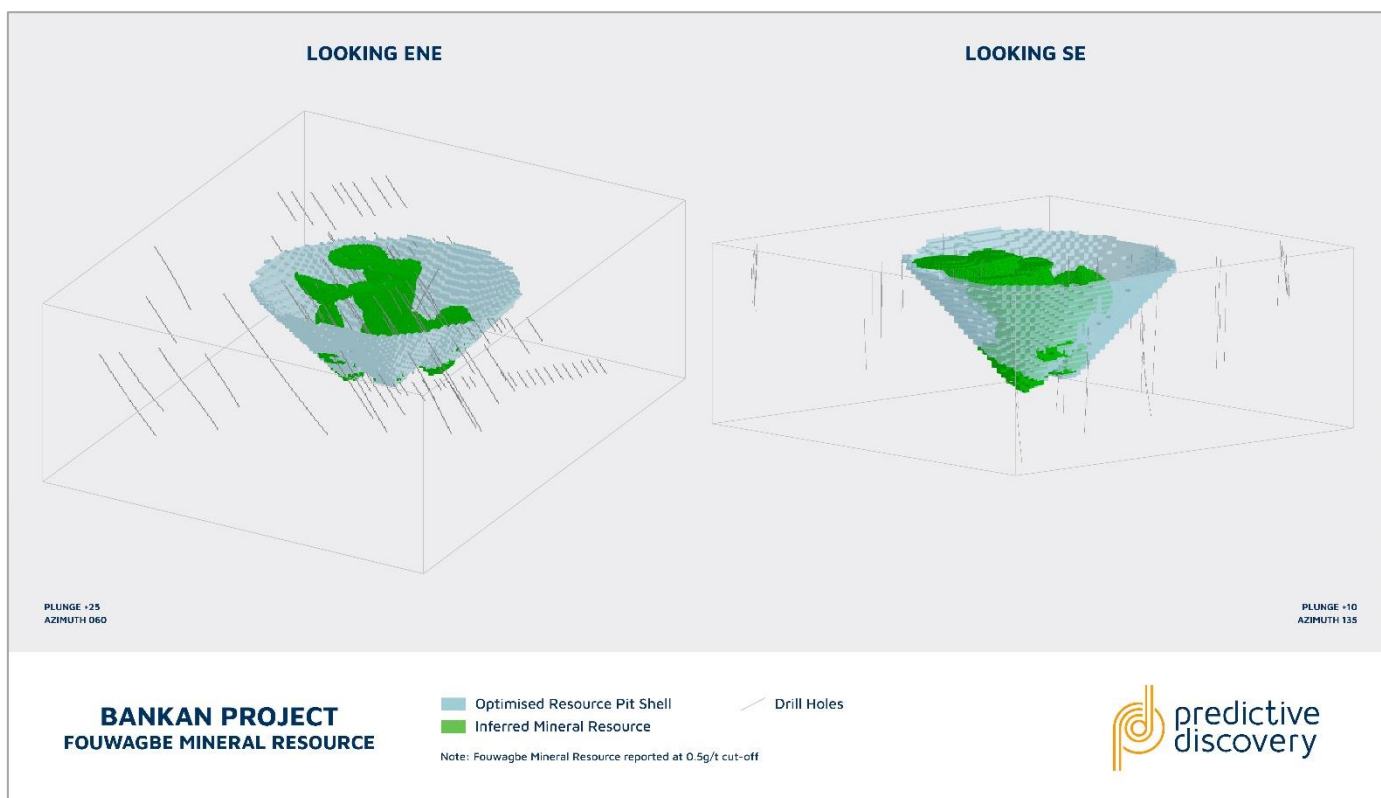 LOOKING ENE
LOOKING SE
PLUNGE +25
AZIMUTH 060
PLUNGE +10
AZIMUTH 135
BANKAN PROJECT
FOUWAGBE MINERAL RESOURCE
Optimised Resource Pit Shell
Inferred Mineral Resource
Drill Holes
Note: Fouwagbe Mineral Resource reported at 0.5g/t cut-off
predictive
discovery